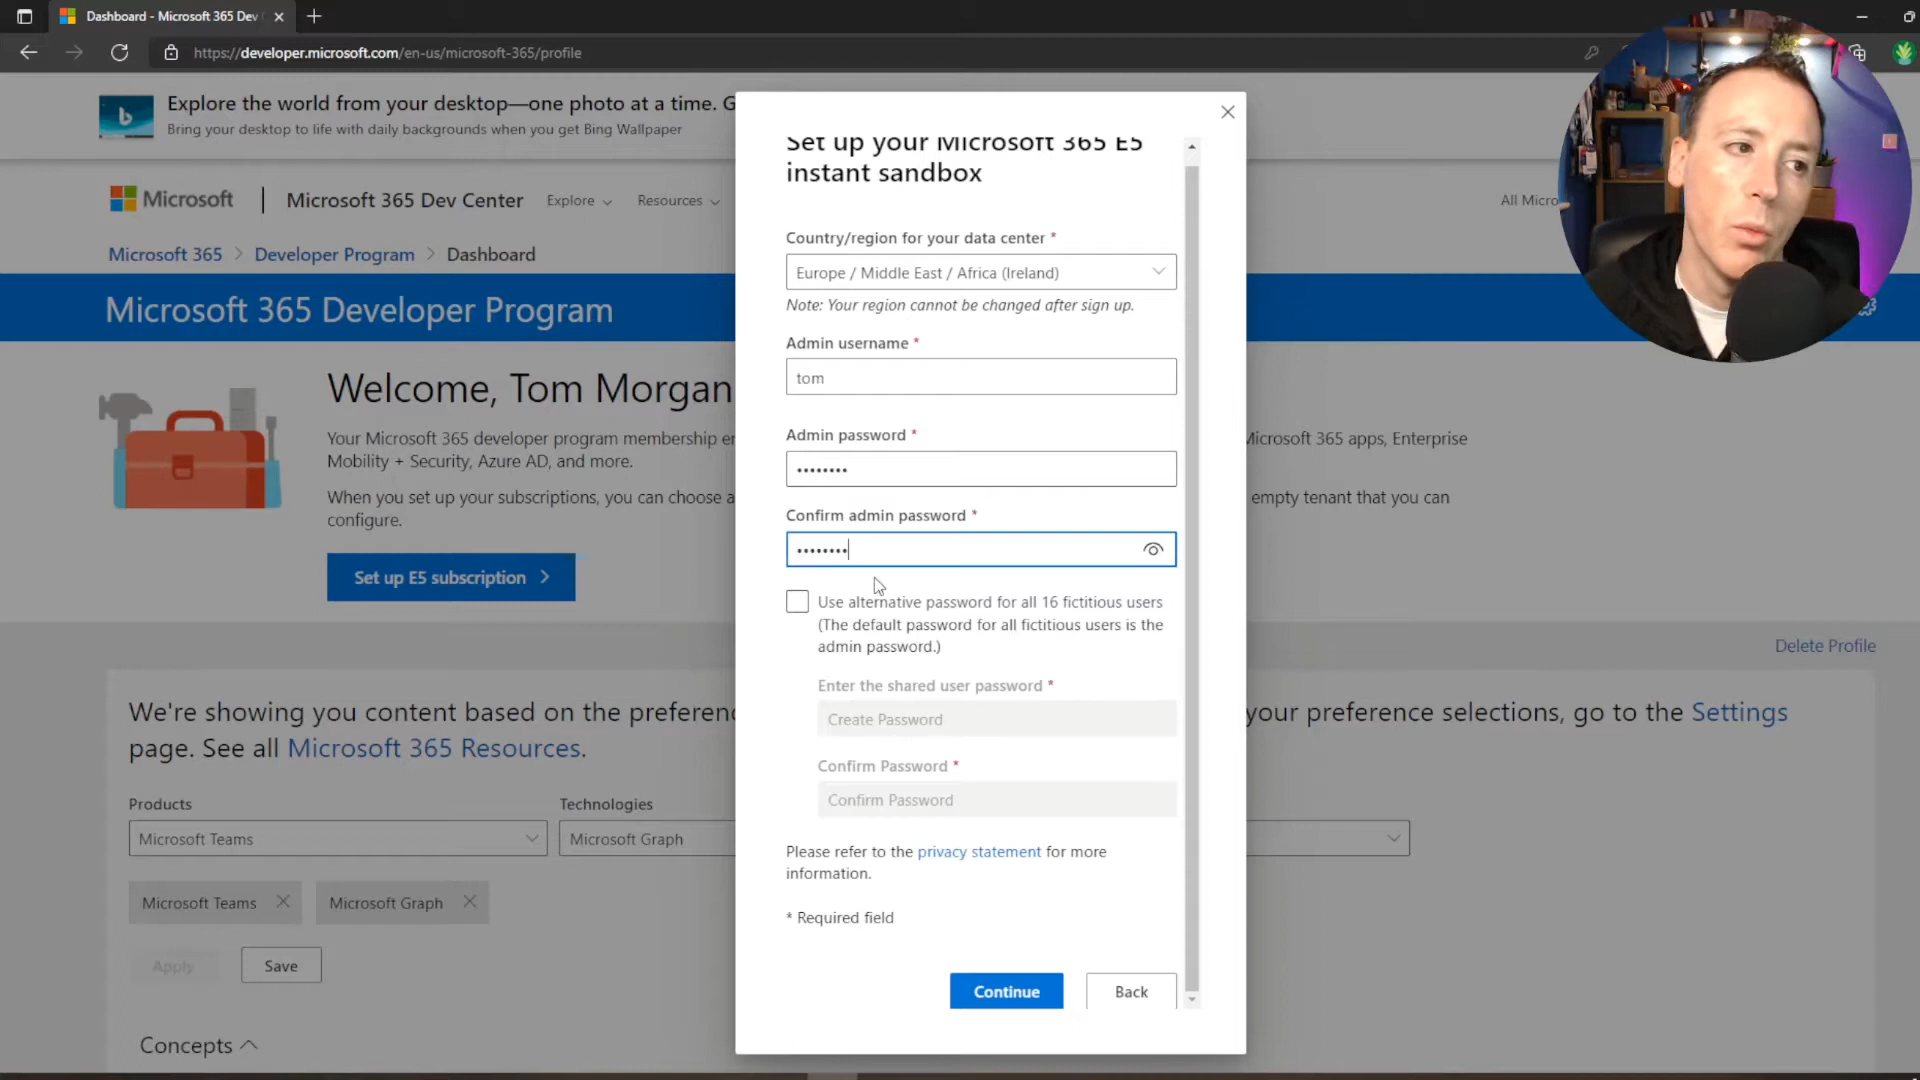 Dashboard - Microsoft 365 Dev
https://developer.microsoft.com/en-us/microsoft-365/profile
Explore the world from your desktop—one photo at a time. G
Bring your desktop to life with daily backgrounds when you get Bing Wallpaper
Microsoft
Microsoft 365 Dev Center
Explore
Resources
All Micro
Microsoft 365 > Developer Program > Dashboard
Microsoft 365 Developer Program
Welcome, Tom Morgan
Your Microsoft 365 developer program membership
Microsoft 365 apps, Enterprise
Mobility + Security, Azure AD, and more.
When you set up your subscriptions, you can choose a
empty tenant that you can
configure.
Set up E5 subscription
Delete Profile
We're showing you content based on the
your preference selections, go to the Settings
page. See all Microsoft 365 Resources.
Products
Technologies
Microsoft Teams
Microsoft Graph
Microsoft Teams
Microsoft Graph
Apply
Save
Concepts
Set up your Microsoft 365 E5
instant sandbox
Country/region for your data center *
Europe / Middle East / Africa (Ireland)
Note: Your region cannot be changed after sign up.
Admin username *
tom
Admin password *
••••••••
Confirm admin password *
••••••••
Use alternative password for all 16 fictitious users
(The default password for all fictitious users is the
admin password.)
Enter the shared user password *
Create Password
Confirm Password *
Confirm Password
Please refer to the privacy statement for more
information.
* Required field
Continue
Back